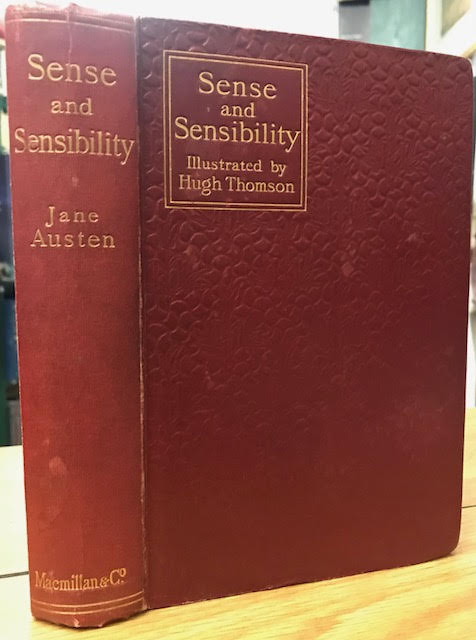 Sense
and
Sensibility
Jane
Austen
Macmillan & Co
Sense
and
Sensibility
Illustrated by
Hugh Thomson